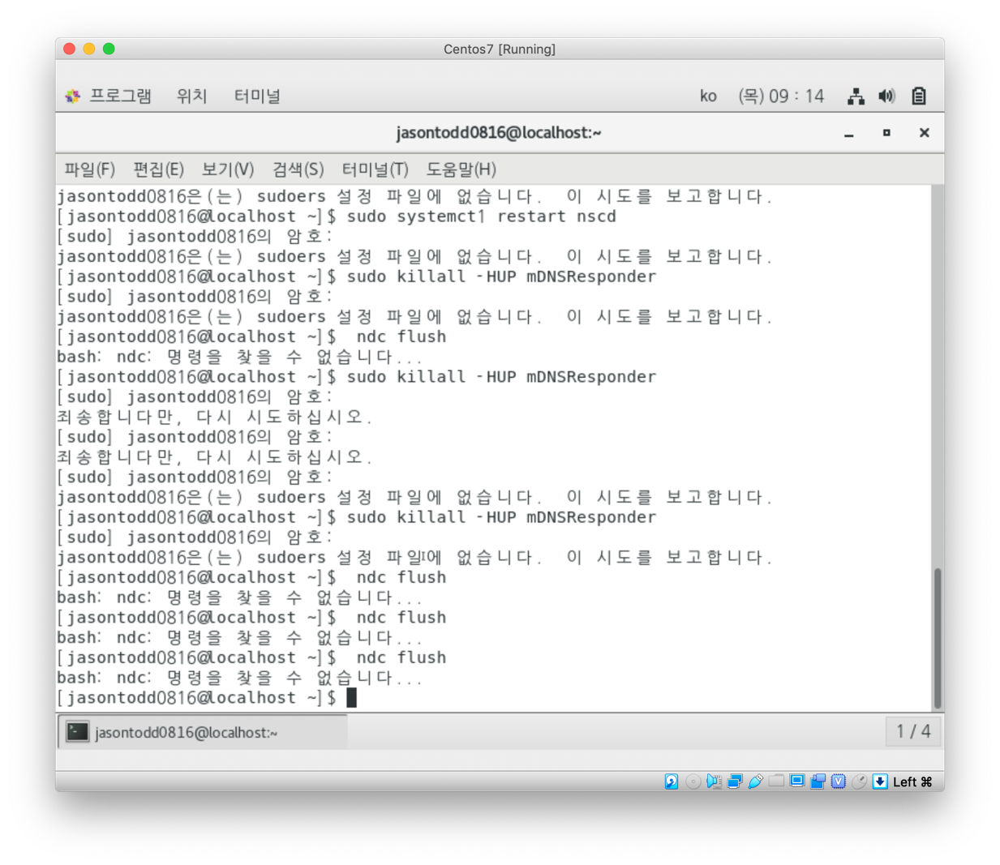 Centos7 [Running]
프로그램 위치 터미널 ko (목) 09 : 14
jasontodd0816@localhost:~
파일(F) 편집(E) 보기(V) 검색(S) 터미널(T) 도움말(H)
jasontodd0816은(는) sudoers 설정 파일에 없습니다. 이 시도를 보고합니다.
[jasontodd0816@localhost ~]$ sudo systemct1 restart nscd
[sudo] jasontodd0816의 암호:
jasontodd0816은(는) sudoers 설정 파일에 없습니다. 이 시도를 보고합니다.
[jasontodd0816@localhost ~]$ sudo killall -HUP mDNSResponder
[sudo] jasontodd0816의 암호:
jasontodd0816은(는) sudoers 설정 파일에 없습니다. 이 시도를 보고합니다.
[jasontodd0816@localhost ~]$  ndc flush
bash: ndc: 명령을 찾을 수 없습니다...
[jasontodd0816@localhost ~]$ sudo killall -HUP mDNSResponder
[sudo] jasontodd0816의 암호:
죄송합니다만, 다시 시도하십시오.
[sudo] jasontodd0816의 암호:
죄송합니다만, 다시 시도하십시오.
[sudo] jasontodd0816의 암호:
jasontodd0816은(는) sudoers 설정 파일에 없습니다. 이 시도를 보고합니다.
[jasontodd0816@localhost ~]$ sudo killall -HUP mDNSResponder
[sudo] jasontodd0816의 암호:
jasontodd0816은(는) sudoers 설정 파일에 없습니다. 이 시도를 보고합니다.
[jasontodd0816@localhost ~]$  ndc flush
bash: ndc: 명령을 찾을 수 없습니다...
[jasontodd0816@localhost ~]$  ndc flush
bash: ndc: 명령을 찾을 수 없습니다...
[jasontodd0816@localhost ~]$  ndc flush
bash: ndc: 명령을 찾을 수 없습니다...
[jasontodd0816@localhost ~]$
jasontodd0816@localhost:~ 1 / 4
Left ⌘